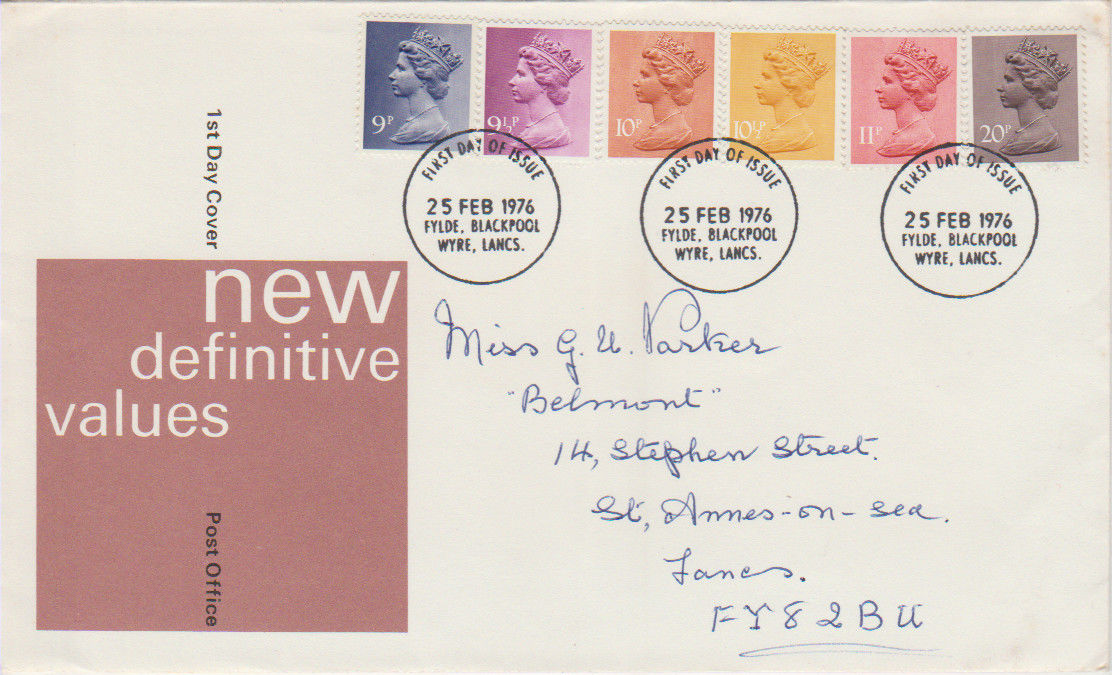 9P
9½P
10P
10½P
11P
20P
FIRST DAY OF ISSUE
25 FEB 1976
FYLDE, BLACKPOOL
WYRE, LANCS.
FIRST DAY OF ISSUE
25 FEB 1976
FYLDE, BLACKPOOL
WYRE, LANCS.
FIRST DAY OF ISSUE
25 FEB 1976
FYLDE, BLACKPOOL
WYRE, LANCS.
1st Day Cover
new
definitive
values
Post Office
Miss G. U. Parker
"Belmont"
14, Stephen Street.
St, Annes-on-Sea.
Lancs.
FY8 2BU